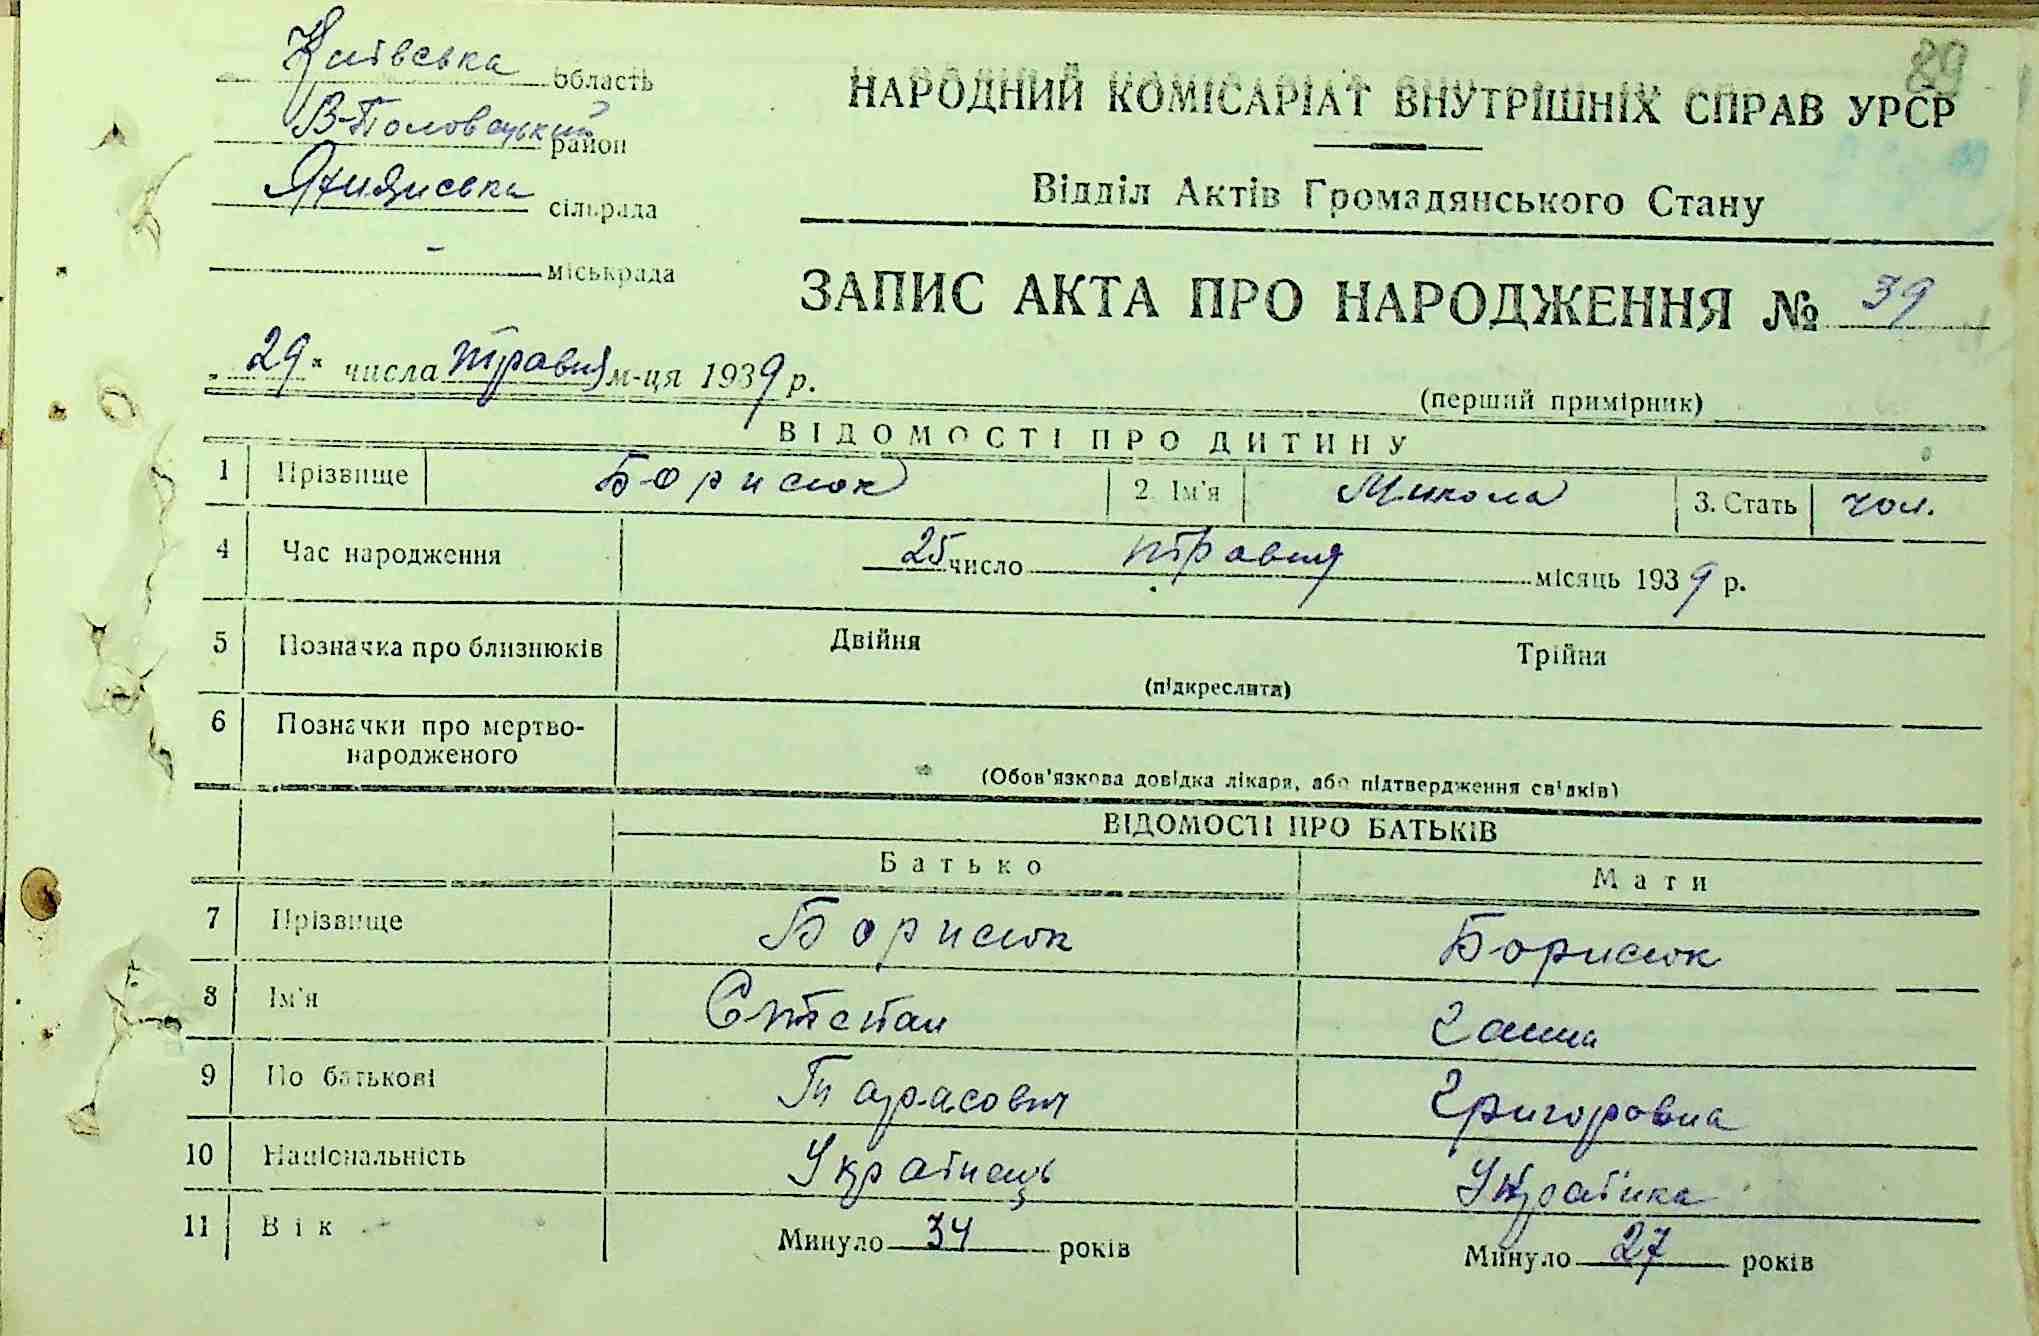 89
Київська область
В-Половецький район
сільрада
- міськрада
НАРОДНИЙ КОМІСАРІАТ ВНУТРІШНІХ СПРАВ УРСР
Відділ Актів Громадянського Стану
ЗАПИС АКТА ПРО НАРОДЖЕННЯ № 39
„29" числа травня м-ця 1939 р.
(перший примірник)
ВІДОМОСТІ ПРО ДИТИНУ
1 Прізвище Борисюк 2. Ім'я Микола 3. Стать чол.
4 Час народження 25 число травня місяць 1939 р.
5 Позначка про близнюків Двійня Трійня
(підкреслити)
6 Позначки про мертво-
народженого
(Обов'язкова довідка лікаря, або підтвердження свідків)
ВІДОМОСТІ ПРО БАТЬКІВ
Батько Мати
7 Прізвище Борисюк Борисюк
8 Ім'я Степан Ганна
9 По батькові Тарасович Григоровна
10 Національність Українець Українка
11 Вік Минуло 34 років Минуло 27 років